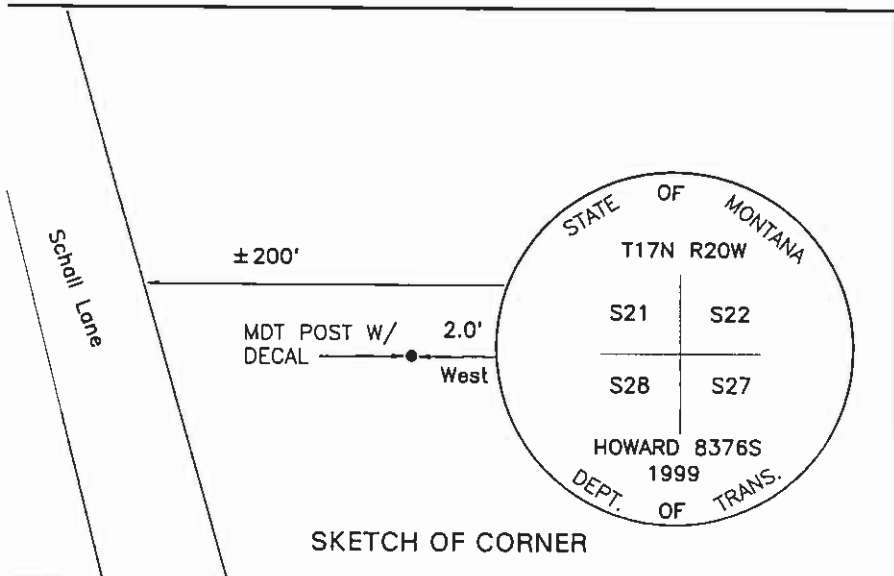 STATE OF MONTANA
T17N R20W
±200'
Schall Lane
S21 S22
MDT POST W/ 2.0'
DECAL
West
S28 S27
HOWARD 8376S
1999
DEPT. OF TRANS.
SKETCH OF CORNER